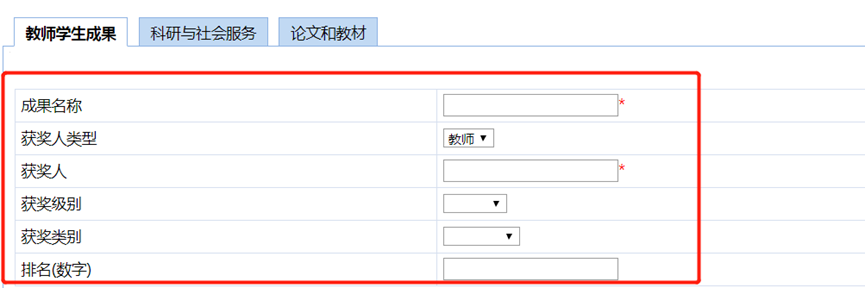 教师学生成果 科研与社会服务 论文和教材
成果名称 *
获奖人类型 教师
获奖人 *
获奖级别
获奖类别
排名(数字)